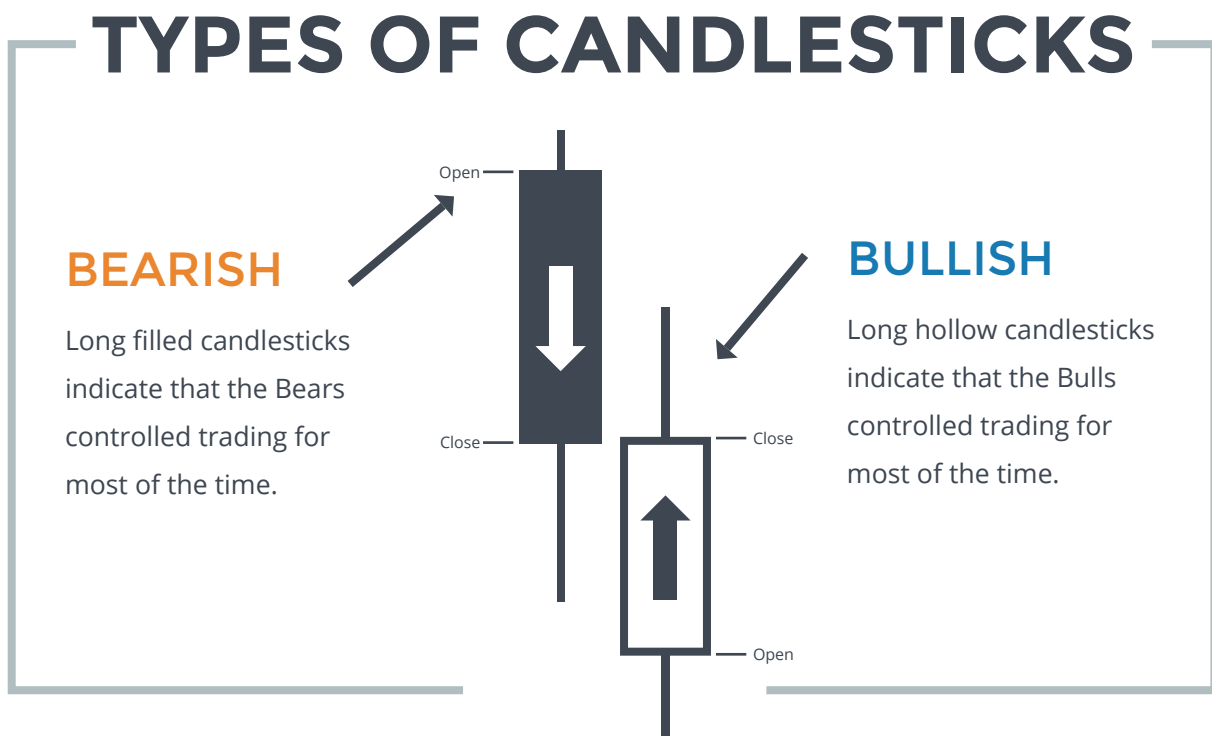 TYPES OF CANDLESTICKS
Open
BEARISH
Long filled candlesticks
indicate that the Bears
controlled trading for
most of the time.
Close
BULLISH
Long hollow candlesticks
indicate that the Bulls
controlled trading for
most of the time.
Close
Open